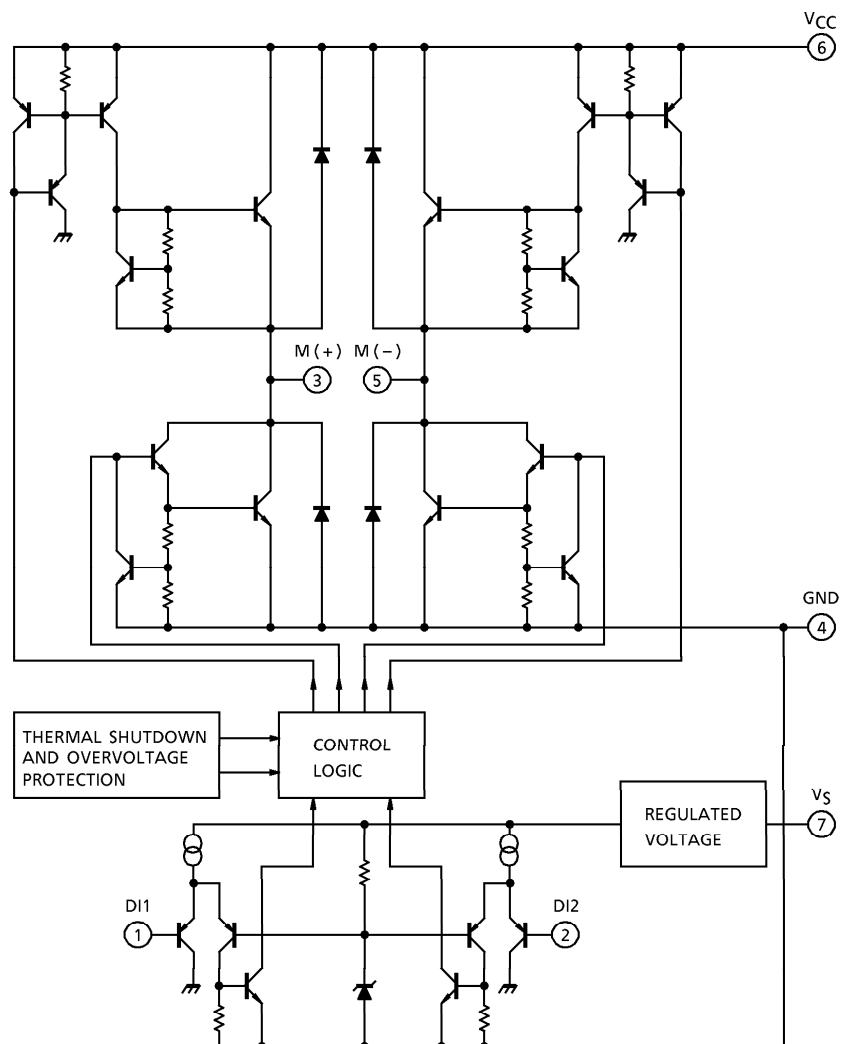 VCC
6
M(+) M(−)
3
5
GND
4
THERMAL SHUTDOWN
AND OVERVOLTAGE
PROTECTION
CONTROL
LOGIC
REGULATED
VOLTAGE
VS
7
DI1
1
DI2
2